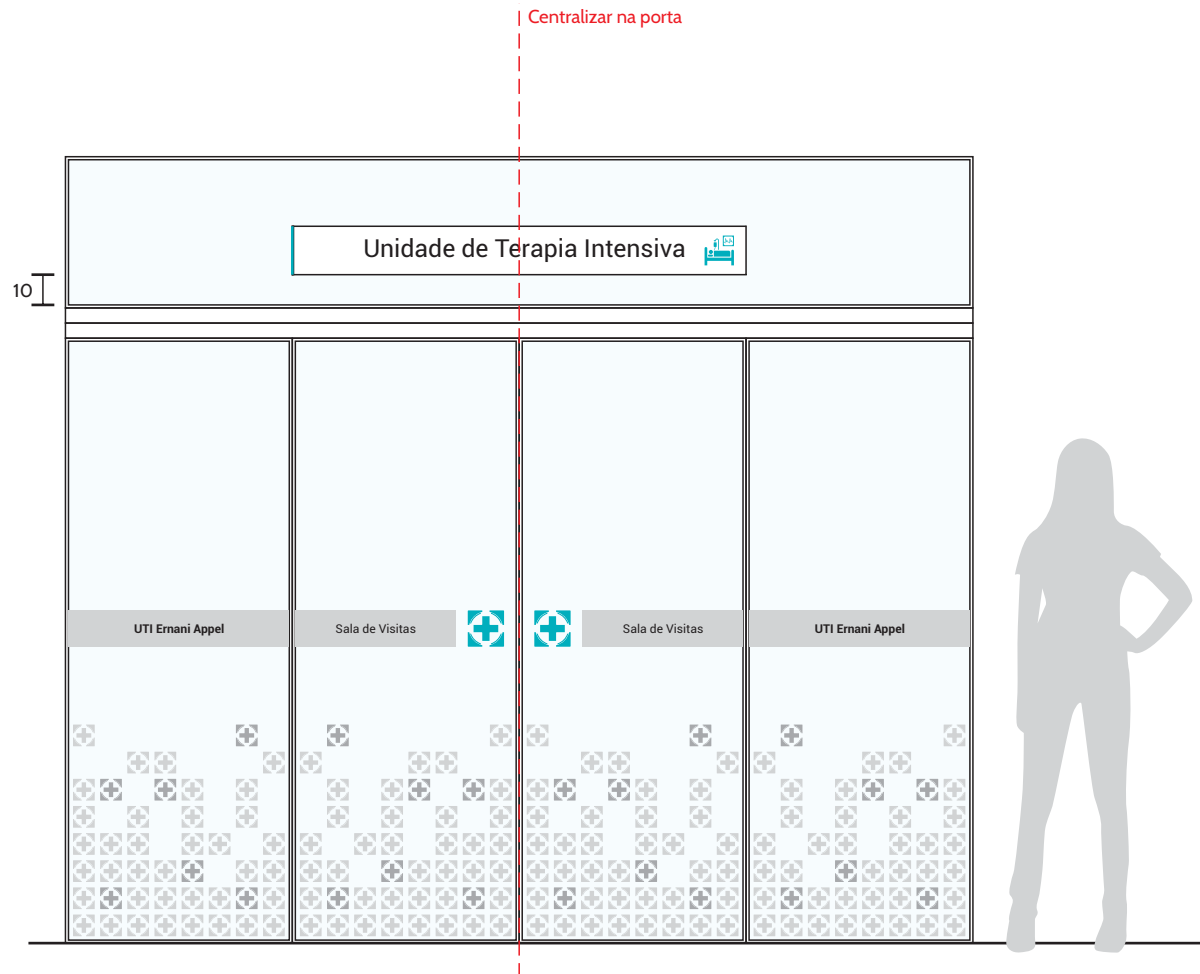 Centralizar na porta
Unidade de Terapia Intensiva
10
UTI Ernani Appel
Sala de Visitas
Sala de Visitas
UTI Ernani Appel